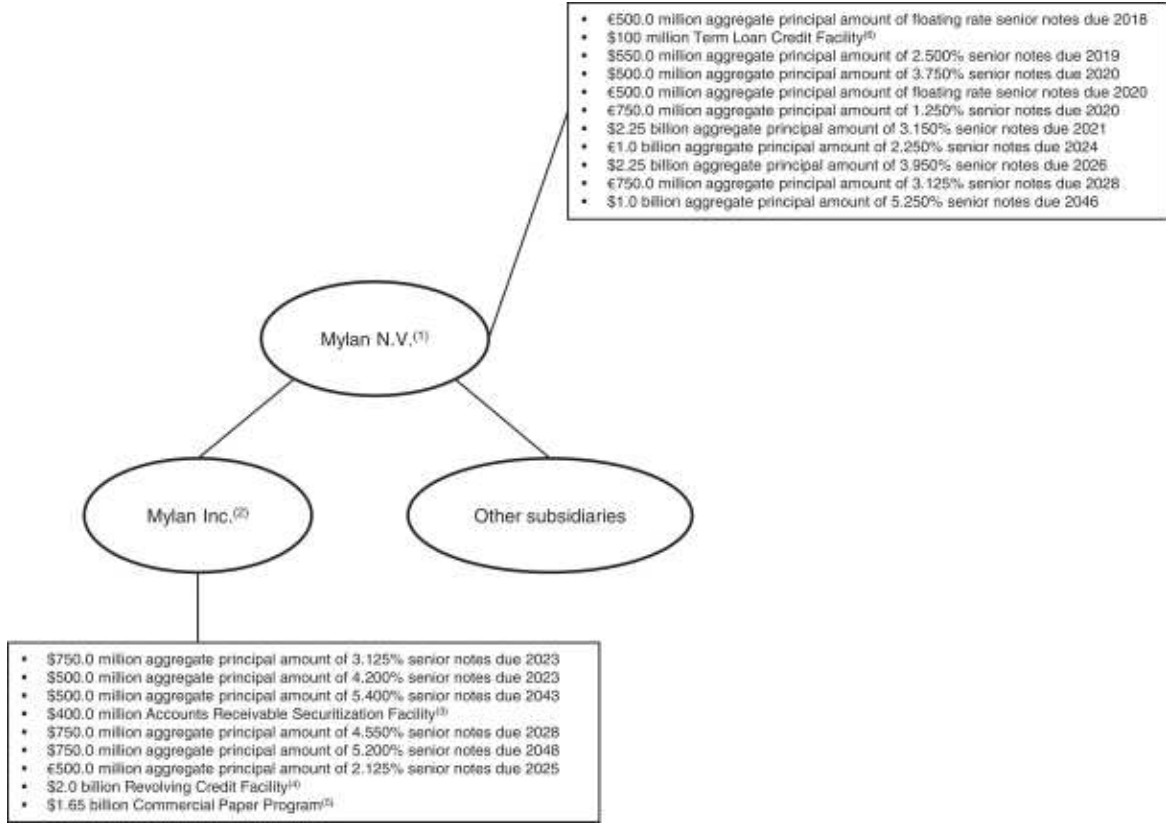 • €500.0 million aggregate principal amount of floating rate senior notes due 2018
• $100 million Term Loan Credit Facility(6)
• $550.0 million aggregate principal amount of 2.500% senior notes due 2019
• $500.0 million aggregate principal amount of 3.750% senior notes due 2020
• €500.0 million aggregate principal amount of floating rate senior notes due 2020
• €750.0 million aggregate principal amount of 1.250% senior notes due 2020
• $2.25 billion aggregate principal amount of 3.150% senior notes due 2021
• €1.0 billion aggregate principal amount of 2.250% senior notes due 2024
• $2.25 billion aggregate principal amount of 3.950% senior notes due 2026
• €750.0 million aggregate principal amount of 3.125% senior notes due 2028
• $1.0 billion aggregate principal amount of 5.250% senior notes due 2046
Mylan N.V.(1)
Mylan Inc.(2)
Other subsidiaries
• $750.0 million aggregate principal amount of 3.125% senior notes due 2023
• $500.0 million aggregate principal amount of 4.200% senior notes due 2023
• $500.0 million aggregate principal amount of 5.400% senior notes due 2043
• $400.0 million Accounts Receivable Securitization Facility(3)
• $750.0 million aggregate principal amount of 4.550% senior notes due 2028
• $750.0 million aggregate principal amount of 5.200% senior notes due 2048
• €500.0 million aggregate principal amount of 2.125% senior notes due 2025
• $2.0 billion Revolving Credit Facility(4)
• $1.65 billion Commercial Paper Program(5)